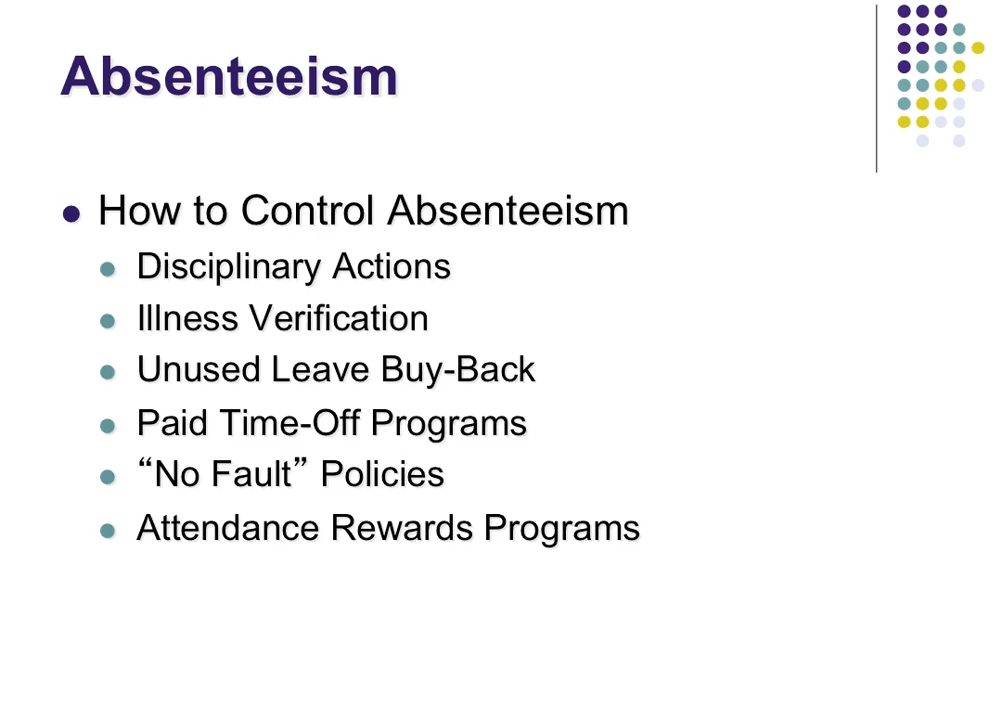 Absenteeism
How to Control Absenteeism
Disciplinary Actions
Illness Verification
Unused Leave Buy-Back
Paid Time-Off Programs
“No Fault” Policies
Attendance Rewards Programs